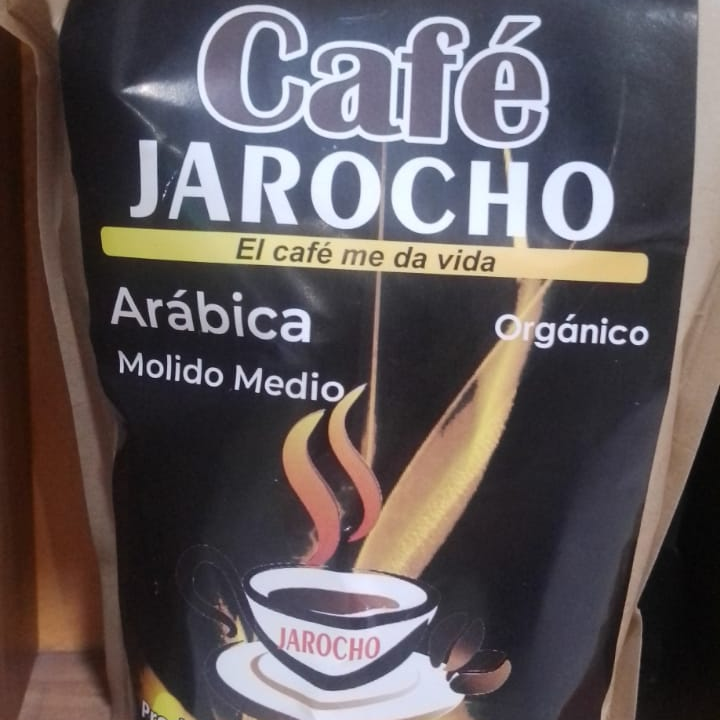 Café
JAROCHO
El café me da vida
Arábica
Orgánico
Molido Medio
JAROCHO